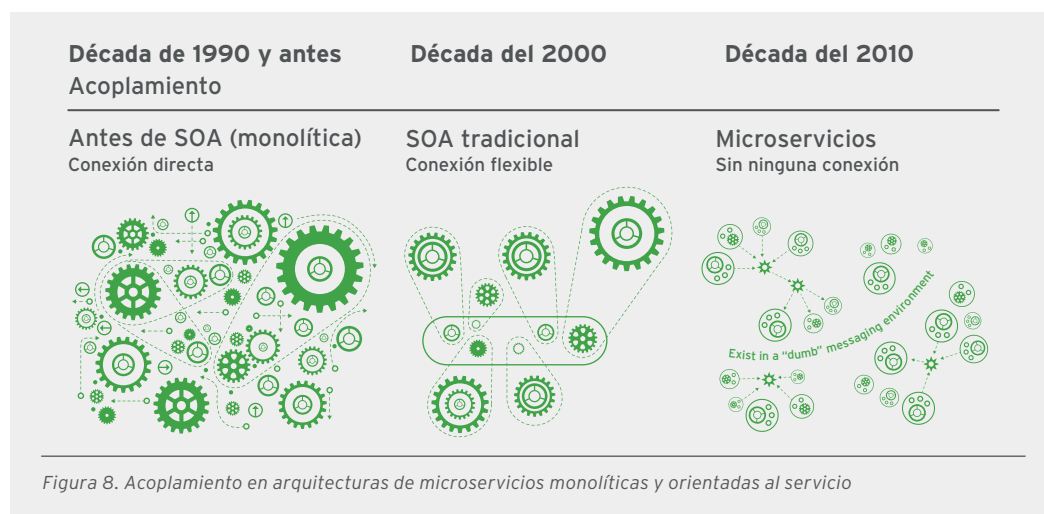 Década de 1990 y antes
Acoplamiento
Década del 2000
Década del 2010
Antes de SOA (monolítica)
Conexión directa
SOA tradicional
Conexión flexible
Microservicios
Sin ninguna conexión
Exist in a “dumb” messaging environment
Figura 8. Acoplamiento en arquitecturas de microservicios monolíticas y orientadas al servicio